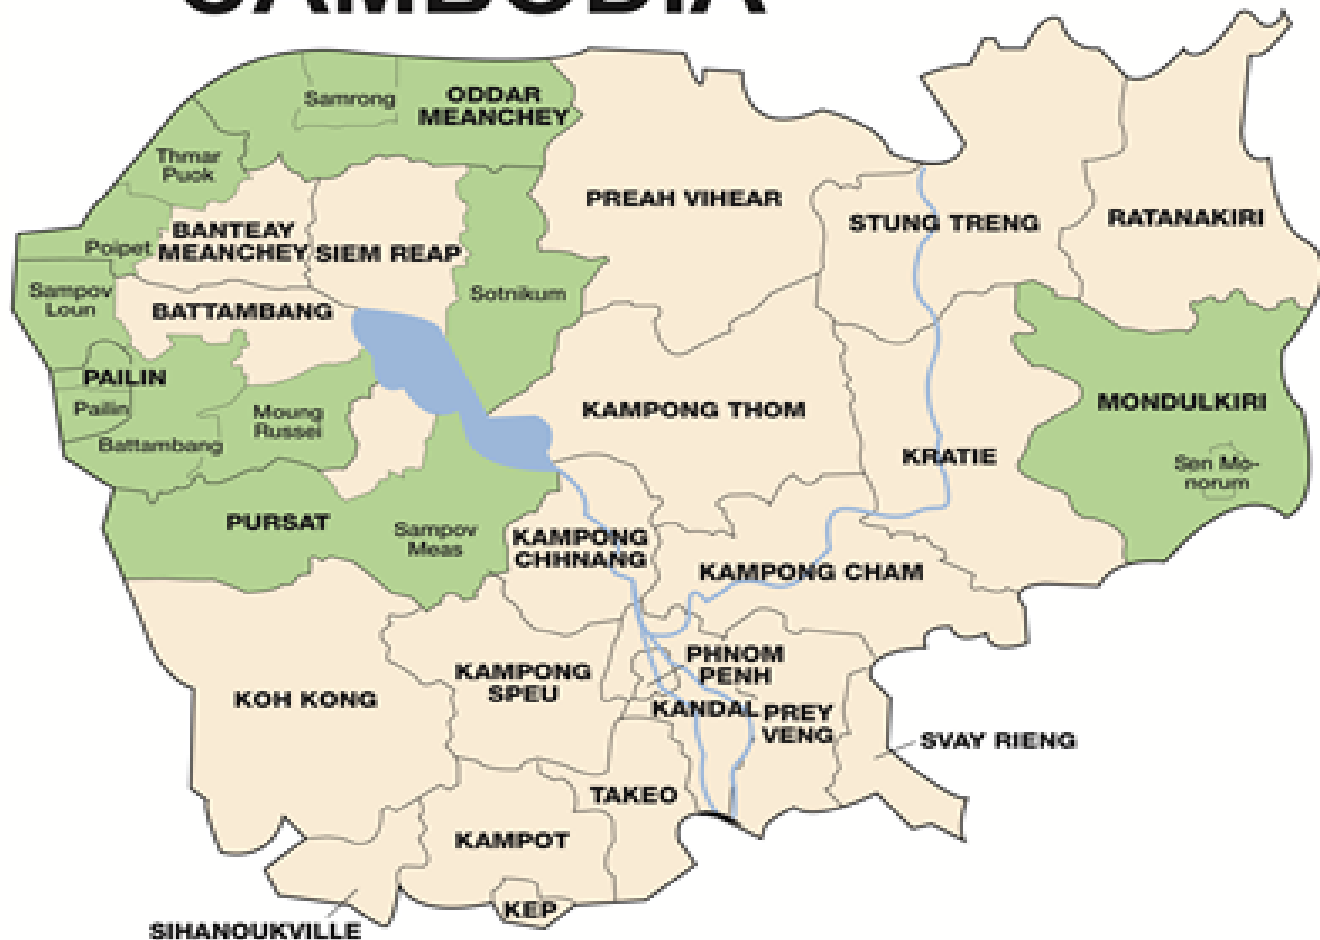 CAMBODIA
Samrong
ODDAR
MEANCHEY
Thmar
Puok
PREAH VIHEAR
STUNG TRENG
RATANAKIRI
BANTEAY
MEANCHEY
SIEM REAP
Poipet
Sampov
Loun
BATTAMBANG
Sotnikum
PAILIN
Pailin
Moung
Russei
Battambang
KAMPONG THOM
MONDULKIRI
KRATIE
Sen Mo-
norum
PURSAT
Sampov
Meas
KAMPONG
CHHNANG
KAMPONG CHAM
KAMPONG
SPEU
PHNOM
PENH
KOH KONG
KANDAL
PREY
VENG
SVAY RIENG
TAKEO
KAMPOT
KEP
SIHANOUKVILLE